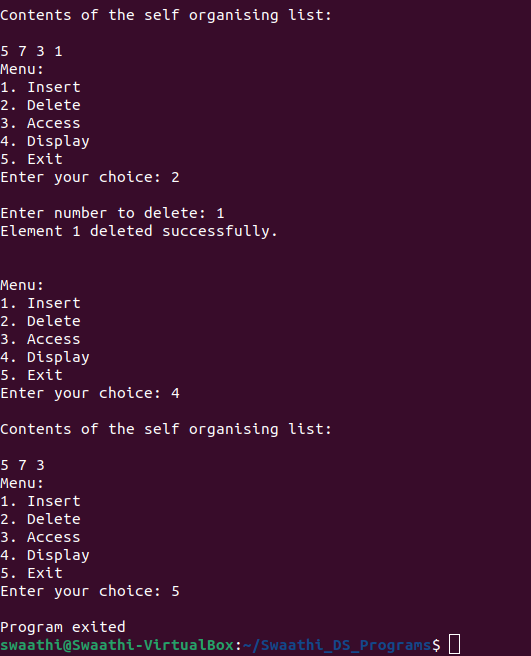 Contents of the self organising list:
5 7 3 1
Menu:
1. Insert
2. Delete
3. Access
4. Display
5. Exit
Enter your choice: 2
Enter number to delete: 1
Element 1 deleted successfully.
Menu:
1. Insert
2. Delete
3. Access
4. Display
5. Exit
Enter your choice: 4
Contents of the self organising list:
5 7 3
Menu:
1. Insert
2. Delete
3. Access
4. Display
5. Exit
Enter your choice: 5
Program exited
swaathi@Swaathi-VirtualBox:~/Swaathi_DS_Programs$